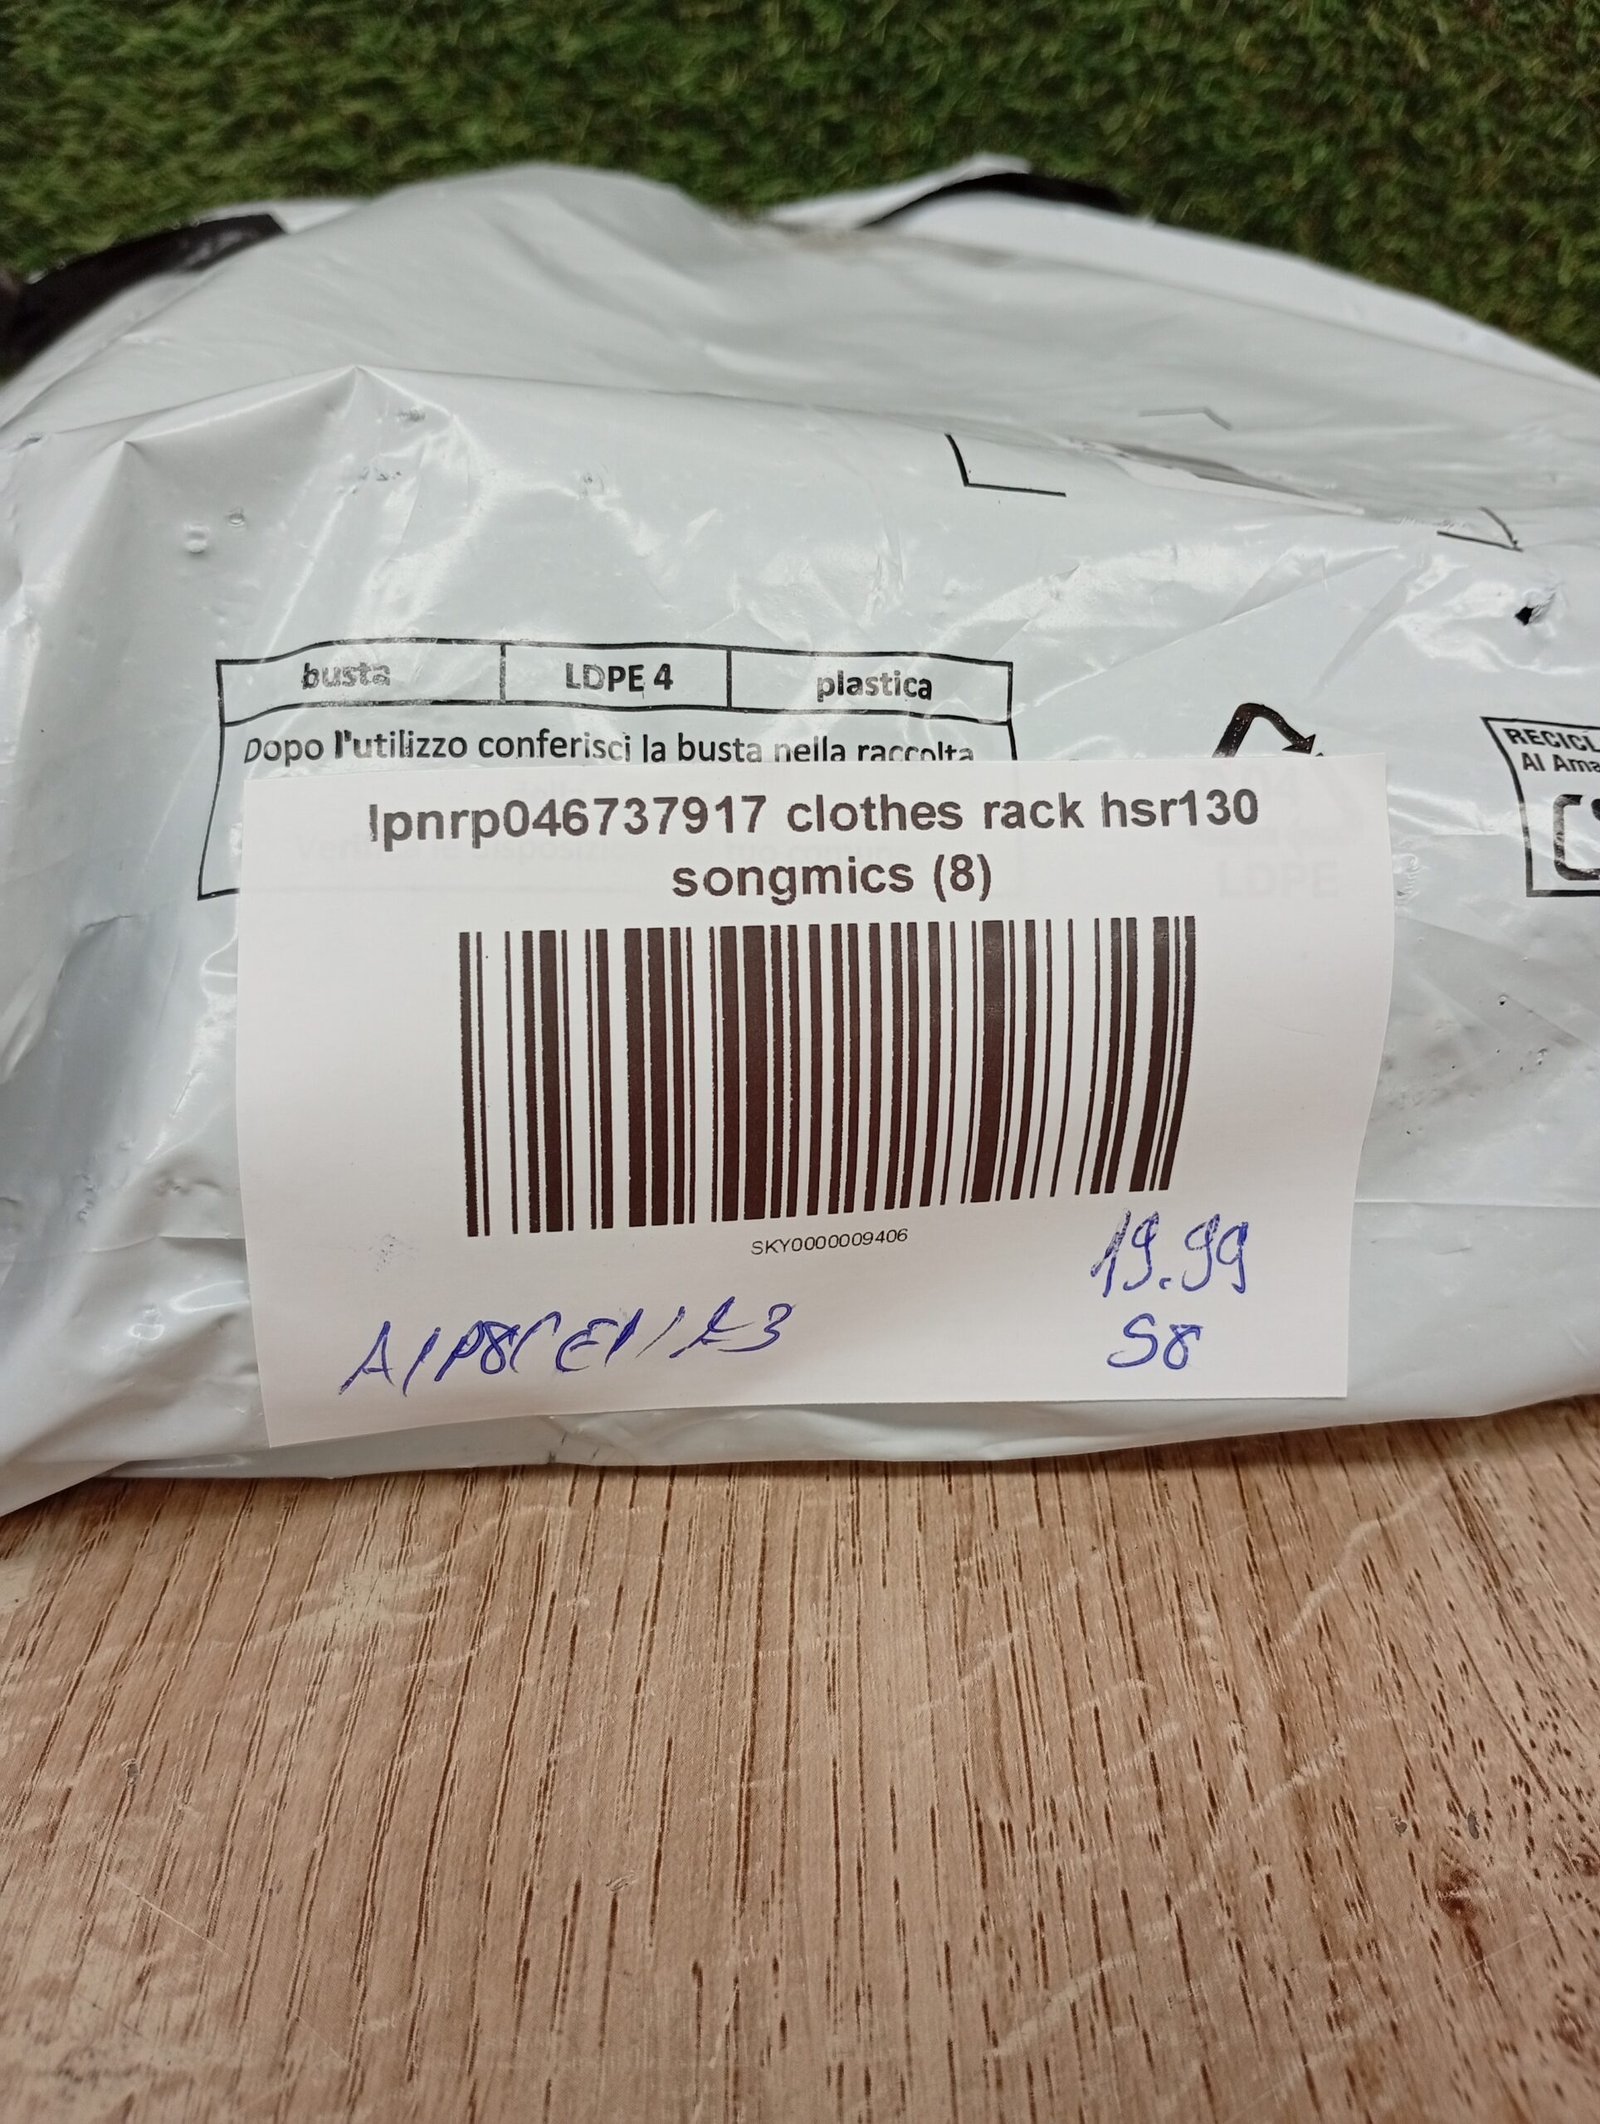 busta LDPE 4 plastica
Dopo l'utilizzo conferisci la busta nella raccolta
RECICL
Al Ama
lpnrp046737917 clothes rack hsr130
songmics (8)
LDPE
SKY0000009406
19.99
S8